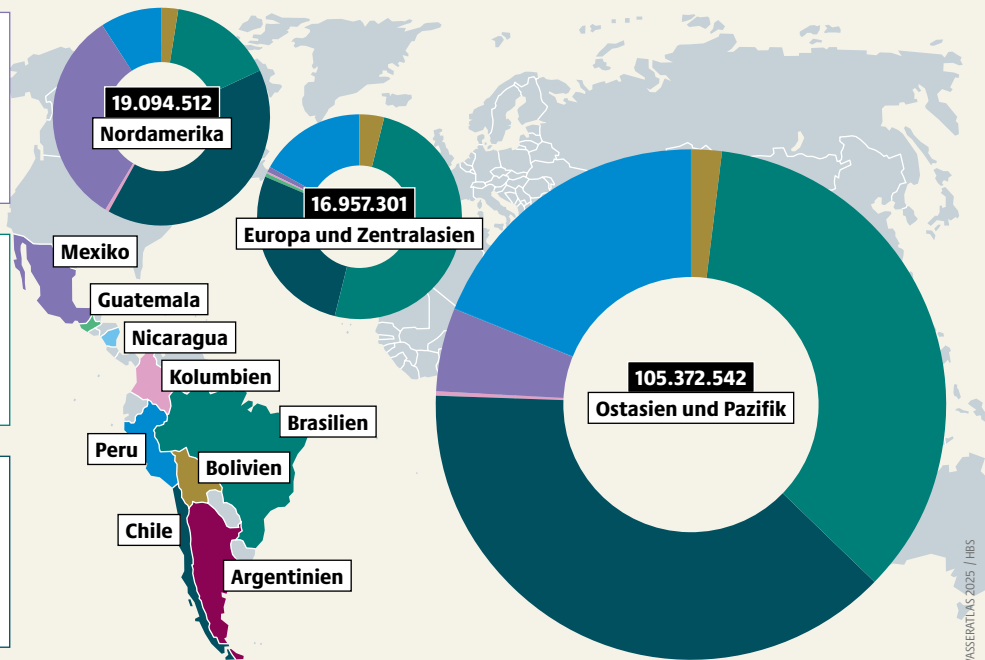 19.094.512
Nordamerika
16.957.301
Europa und Zentralasien
Mexiko
Guatemala
Nicaragua
Kolumbien
Brasilien
Peru
Bolivien
Chile
Argentinien
105.372.542
Ostasien und Pazifik
WASSERATLAS 2025 / HBS